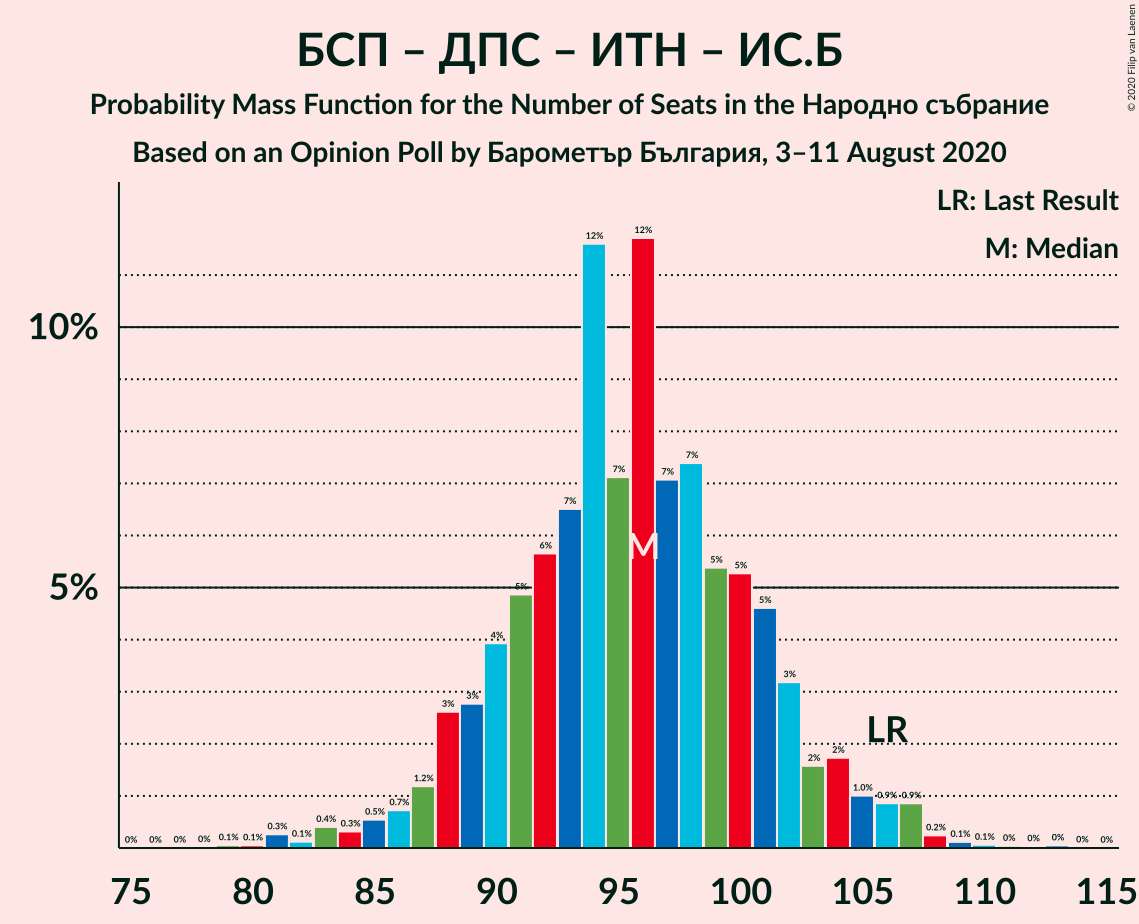 БСП – ДПС – ИТН – ИС.Б
Probability Mass Function for the Number of Seats in the Народно събрание
Based on an Opinion Poll by Барометър България, 3–11 August 2020
© 2020 Filip van Laenen
LR: Last Result
M: Median
10%
5%
0% 0% 0% 0% 0.1% 0.1% 0.3% 0.1% 0.4% 0.3% 0.5% 0.7% 1.2% 3% 3% 4% 5% 6% 7% 12% 7% 12% 7% 7% 5% 5% 5% 3% 2% 2% 1.0% 0.9% 0.9% 0.2% 0.1% 0.1% 0% 0% 0% 0% 0%
M
LR
75 80 85 90 95 100 105 110 115